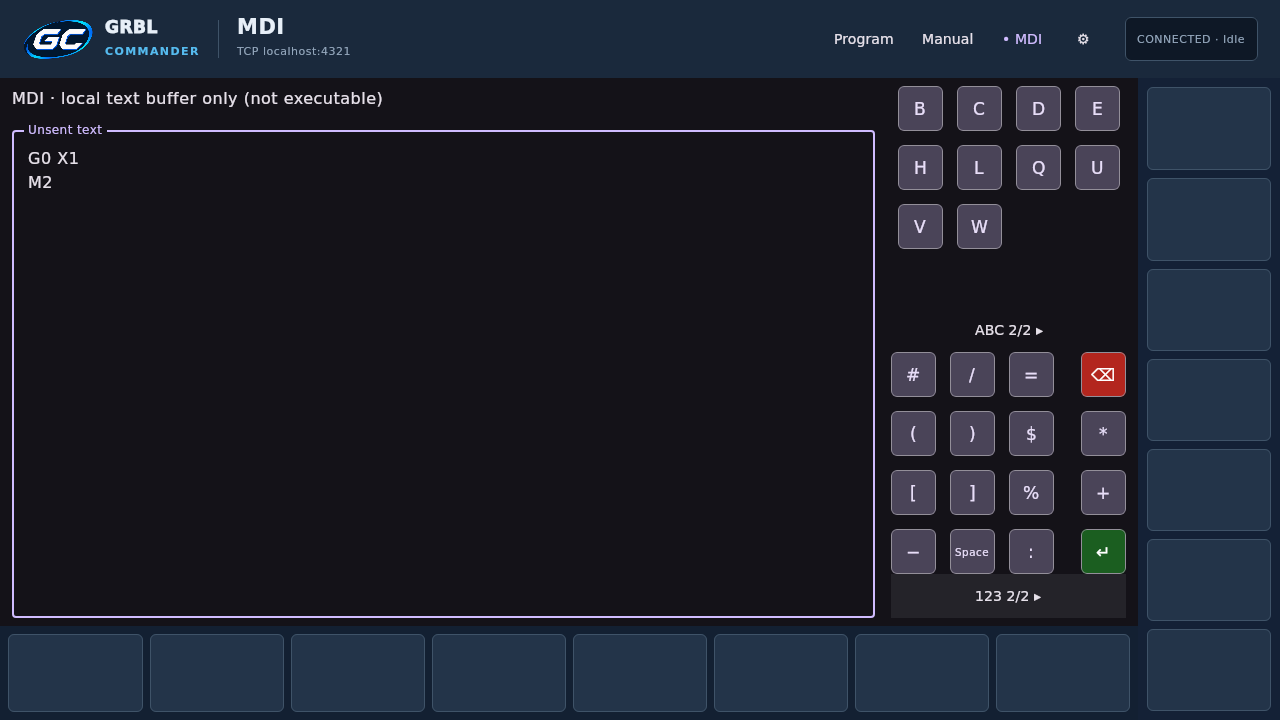 GC GRBL COMMANDER
MDI
TCP localhost:4321
Program Manual • MDI ⚙ CONNECTED · Idle
MDI · local text buffer only (not executable)
Unsent text
G0 X1
M2
B C D E
H L Q U
V W
ABC 2/2 ▸
# / = ⌫
( ) $ *
[ ] % +
− Space : ↵
123 2/2 ▸